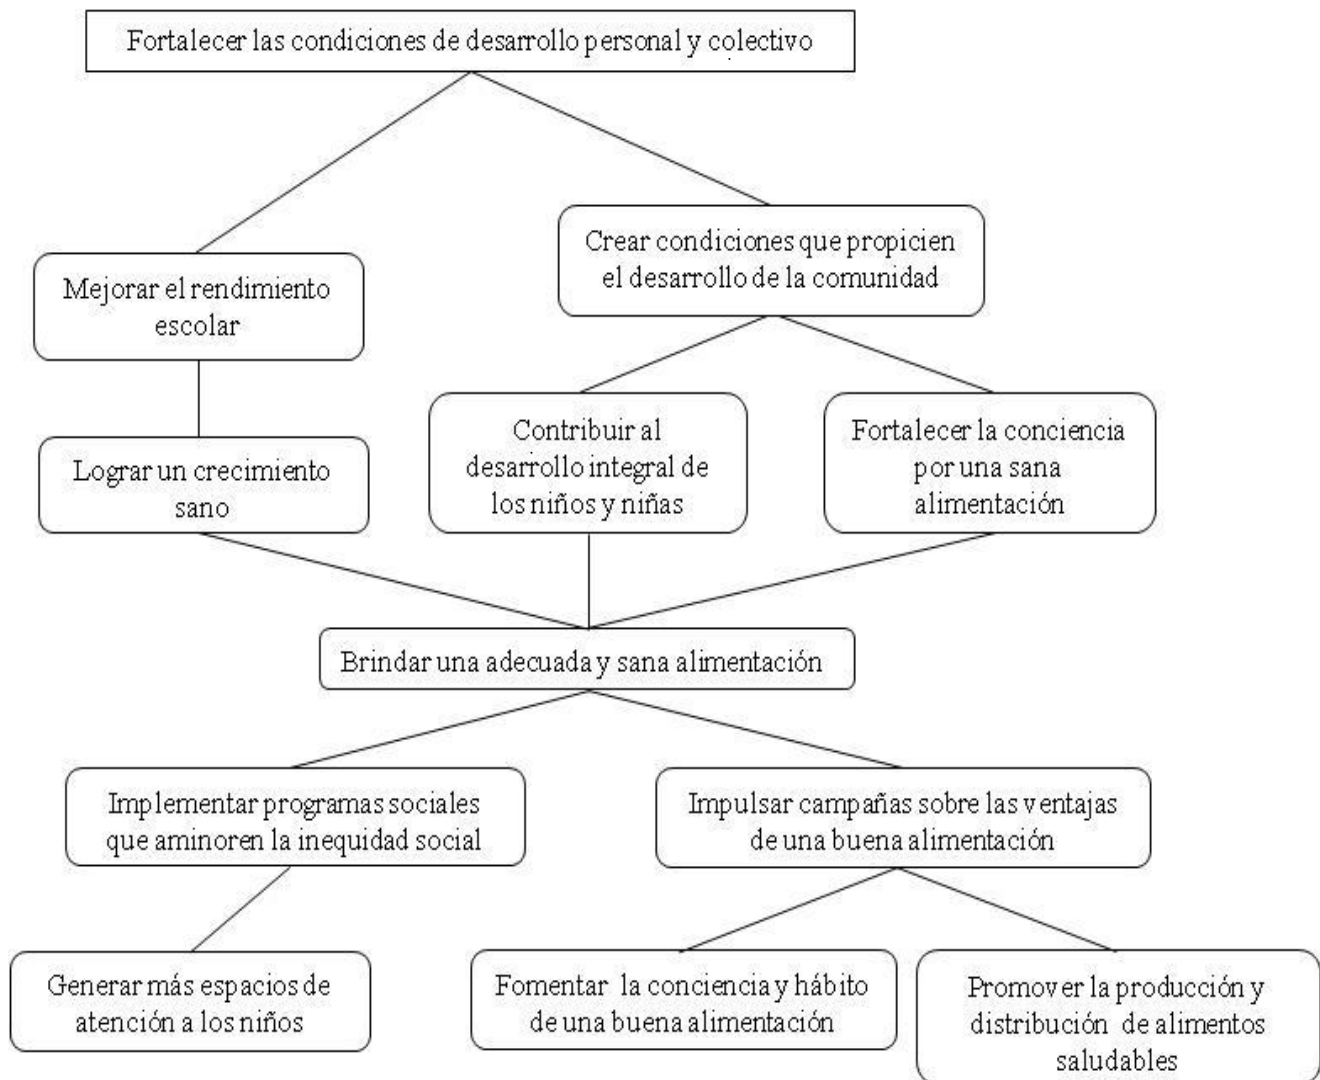 Fortalecer las condiciones de desarrollo personal y colectivo
Crear condiciones que propicien
el desarrollo de la comunidad
Mejorar el rendimiento
escolar
Contribuir al
desarrollo integral de
los niños y niñas
Fortalecer la conciencia
por una sana
alimentación
Lograr un crecimiento
sano
Brindar una adecuada y sana alimentación
Implementar programas sociales
que aminoren la inequidad social
Impulsar campañas sobre las ventajas
de una buena alimentación
Generar más espacios de
atención a los niños
Fomentar la conciencia y hábito
de una buena alimentación
Promover la producción y
distribución de alimentos
saludables